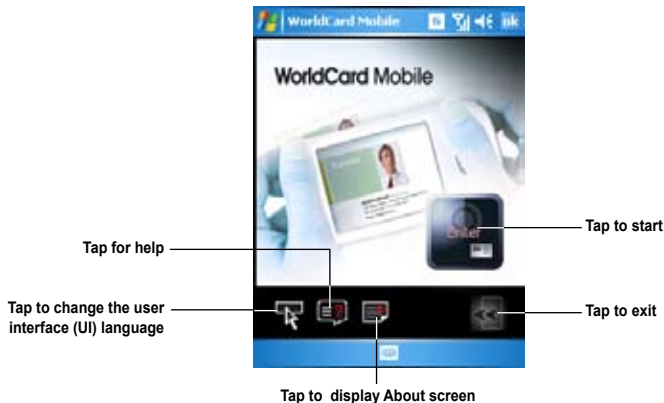 WorldCard Mobile
ok
WorldCard Mobile
Enter
Tap to start
Tap for help
Tap to change the user
interface (UI) language
Tap to exit
Tap to display About screen